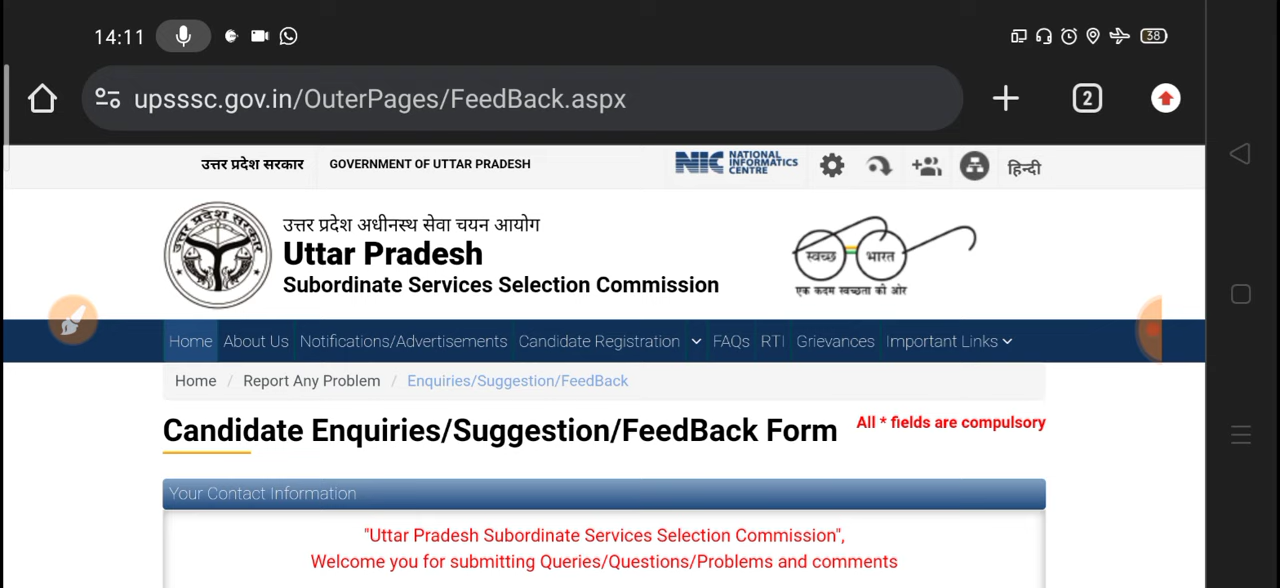 14:11
38
upsssc.gov.in/OuterPages/FeedBack.aspx
2
उत्तर प्रदेश सरकार GOVERNMENT OF UTTAR PRADESH
NIC NATIONAL INFORMATICS CENTRE
हिन्दी
उत्तर प्रदेश अधीनस्थ सेवा चयन आयोग
Uttar Pradesh
Subordinate Services Selection Commission
स्वच्छ भारत
एक कदम स्वच्छता की ओर
Home About Us Notifications/Advertisements Candidate Registration FAQs RTI Grievances Important Links
Home / Report Any Problem / Enquiries/Suggestion/FeedBack
Candidate Enquiries/Suggestion/FeedBack Form
All * fields are compulsory
Your Contact Information
"Uttar Pradesh Subordinate Services Selection Commission",
Welcome you for submitting Queries/Questions/Problems and comments